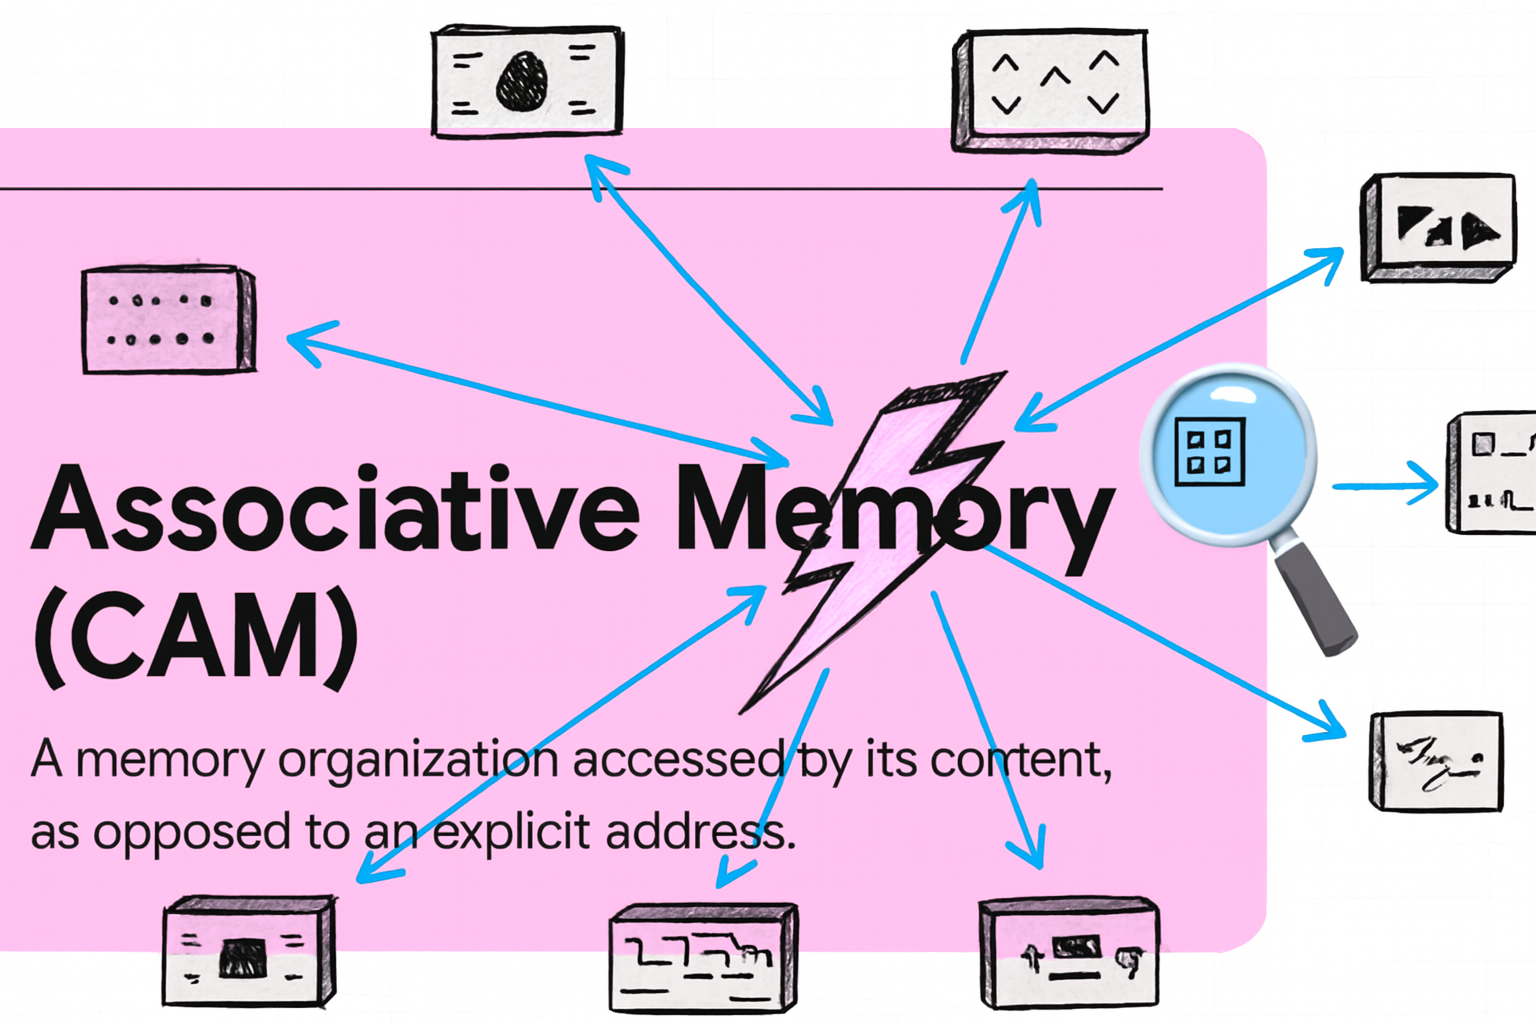 Associative Memory
(CAM)
A memory organization accessed by its content,
as opposed to an explicit address.